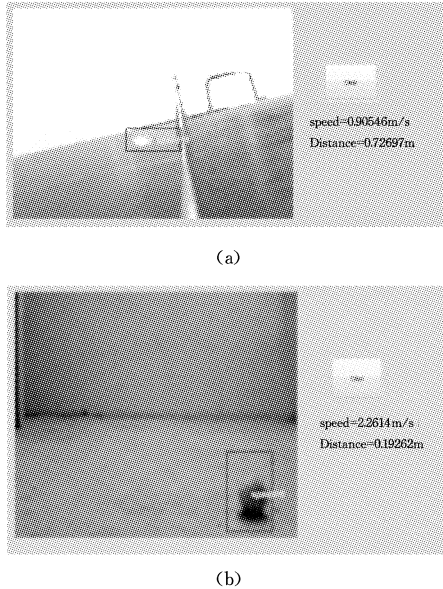 speed=0.90546m/s
Distance=0.72697m
(a)
speed=2.2614m/s
Distance=0.19262m
(b)